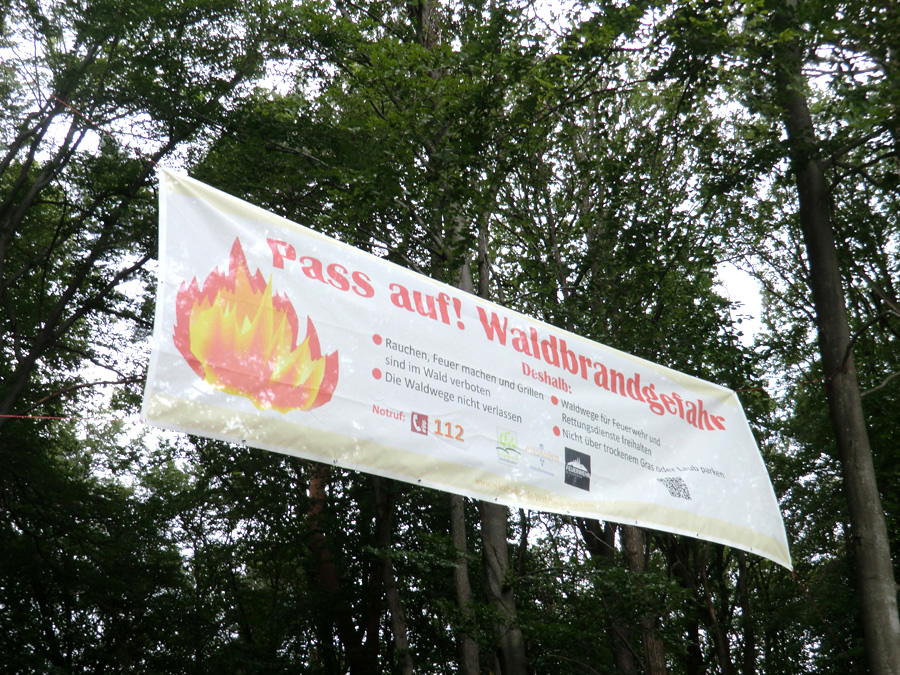 Pass auf! Waldbrandgefahr
Deshalb:
Rauchen, Feuer machen und Grillen
sind im Wald verboten
Die Waldwege nicht verlassen
Waldwege für Feuerwehr und
Rettungsdienste freihalten
Nicht über trockenem Gras oder Laub parken
Notruf: 112